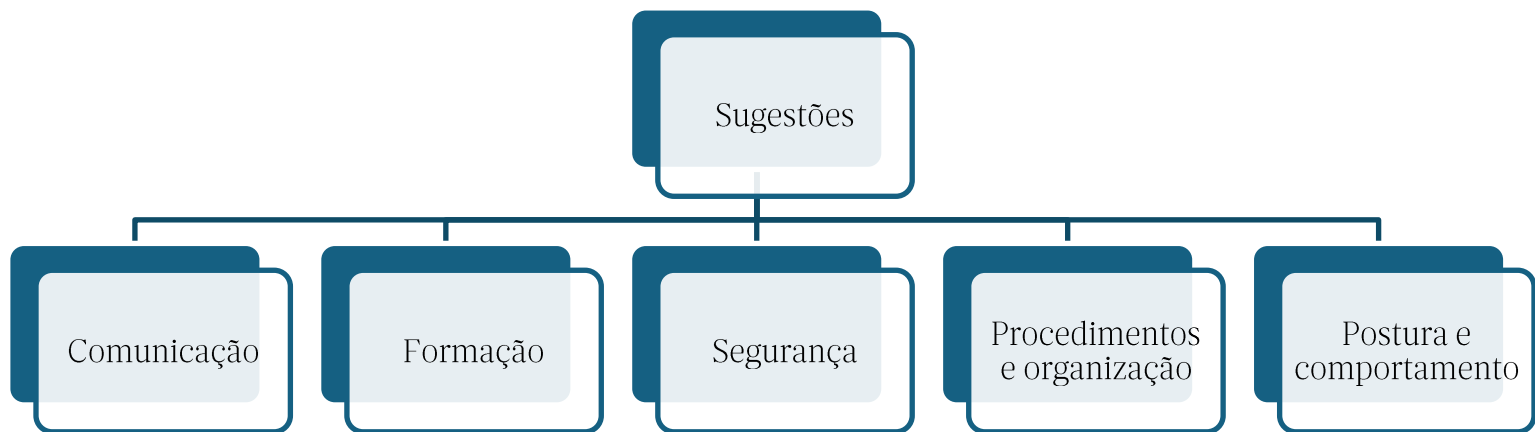 Sugestões
Comunicação
Formação
Segurança
Procedimentos
e organização
Postura e
comportamento